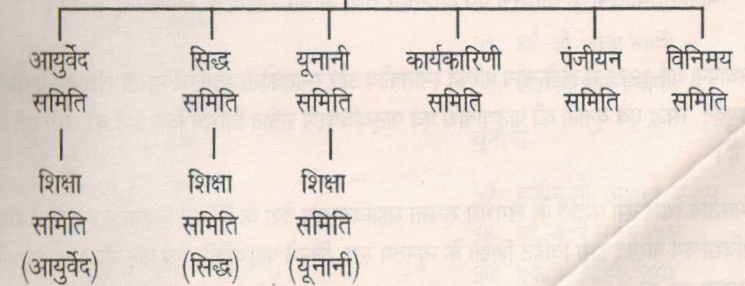 आयुर्वेद सिद्ध यूनानी कार्यकारिणी पंजीयन विनिमय
समिति समिति समिति समिति समिति समिति
शिक्षा शिक्षा शिक्षा
समिति समिति समिति
(आयुर्वेद) (सिद्ध) (यूनानी)